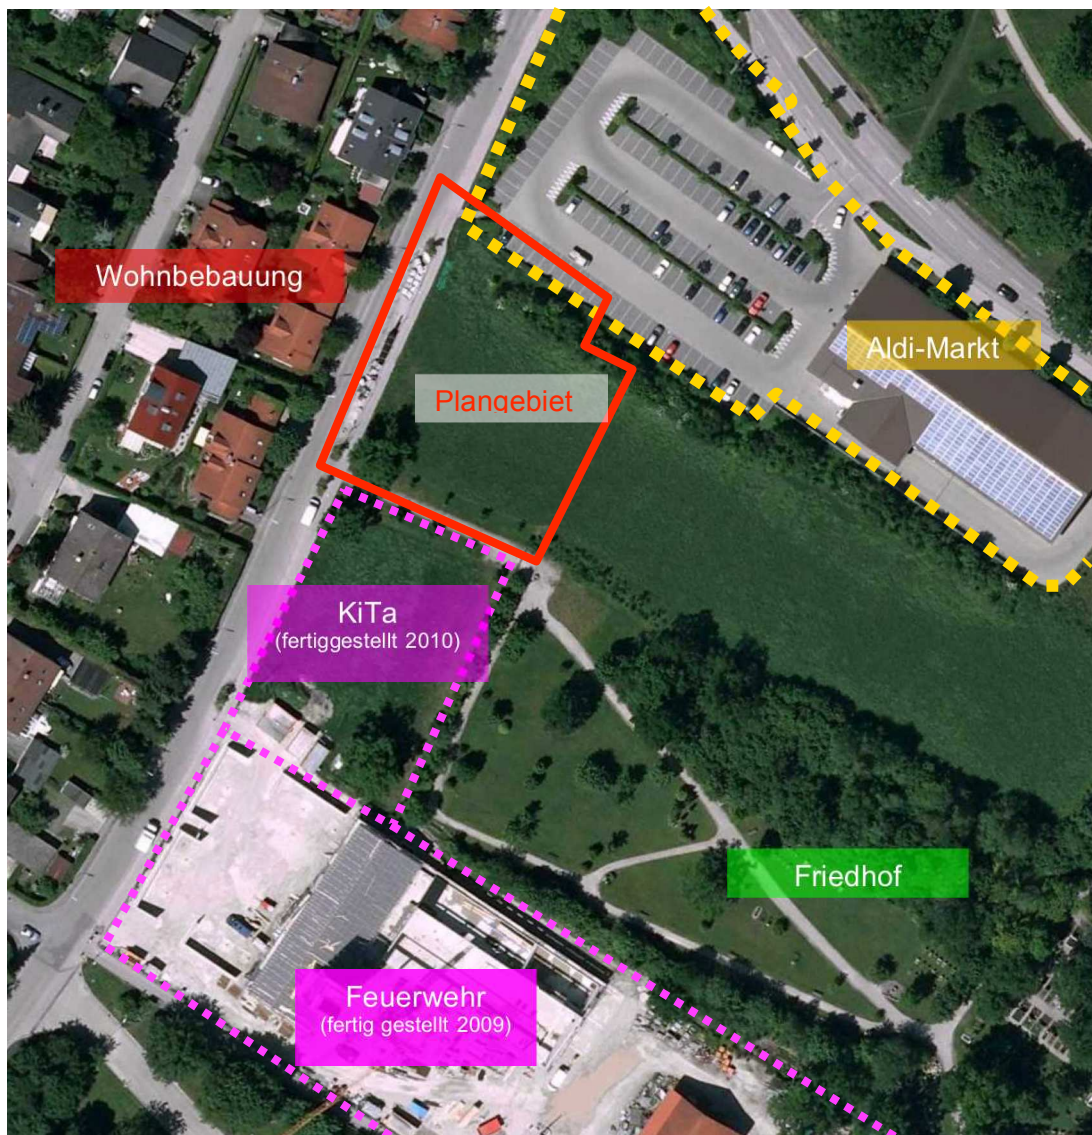 Wohnbebauung
Aldi-Markt
Plangebiet
KiTa
(fertiggestellt 2010)
Friedhof
Feuerwehr
(fertig gestellt 2009)